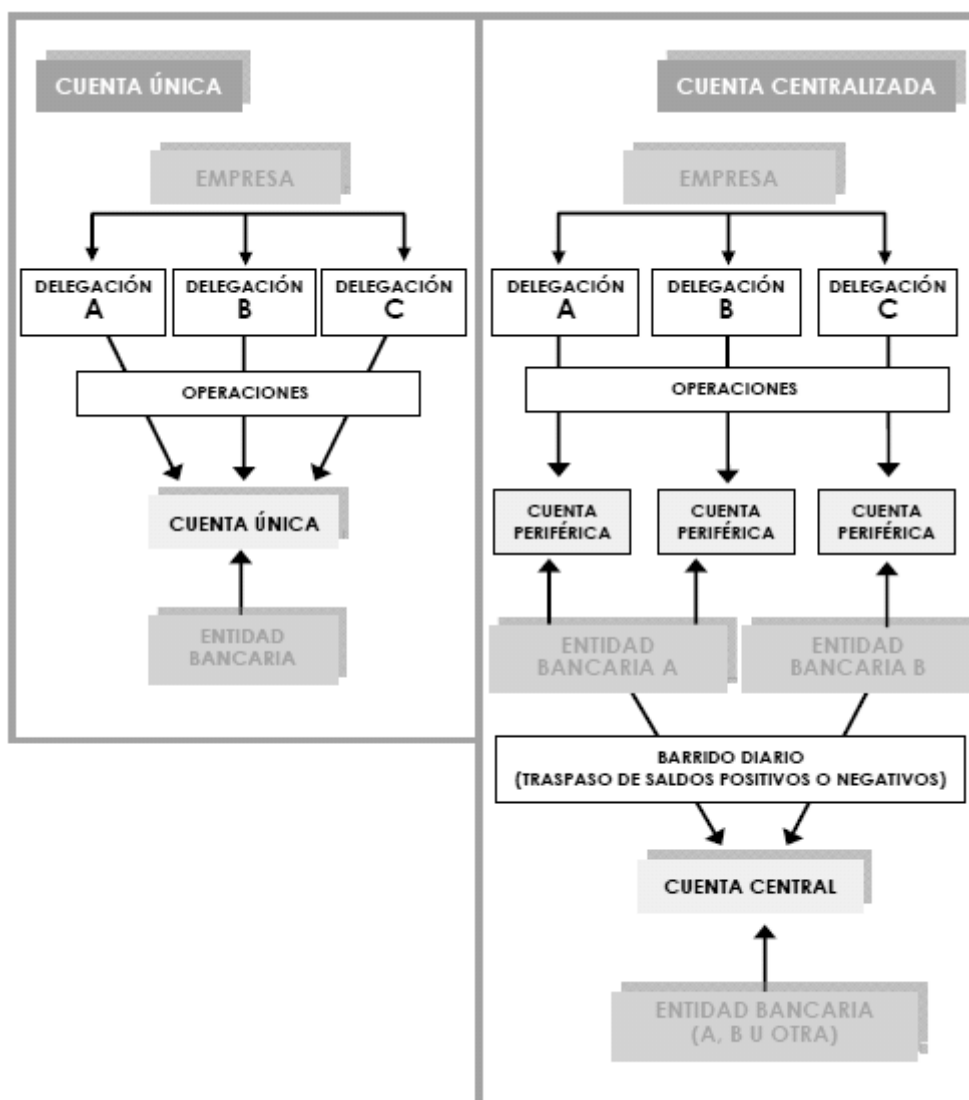 CUENTA ÚNICA
EMPRESA
DELEGACIÓN
A
DELEGACIÓN
B
DELEGACIÓN
C
OPERACIONES
CUENTA ÚNICA
ENTIDAD
BANCARIA
CUENTA CENTRALIZADA
EMPRESA
DELEGACIÓN
A
DELEGACIÓN
B
DELEGACIÓN
C
OPERACIONES
CUENTA
PERIFÉRICA
CUENTA
PERIFÉRICA
CUENTA
PERIFÉRICA
ENTIDAD
BANCARIA A
ENTIDAD
BANCARIA B
BARRIDO DIARIO
(TRASPASO DE SALDOS POSITIVOS O NEGATIVOS)
CUENTA CENTRAL
ENTIDAD BANCARIA
(A, B U OTRA)